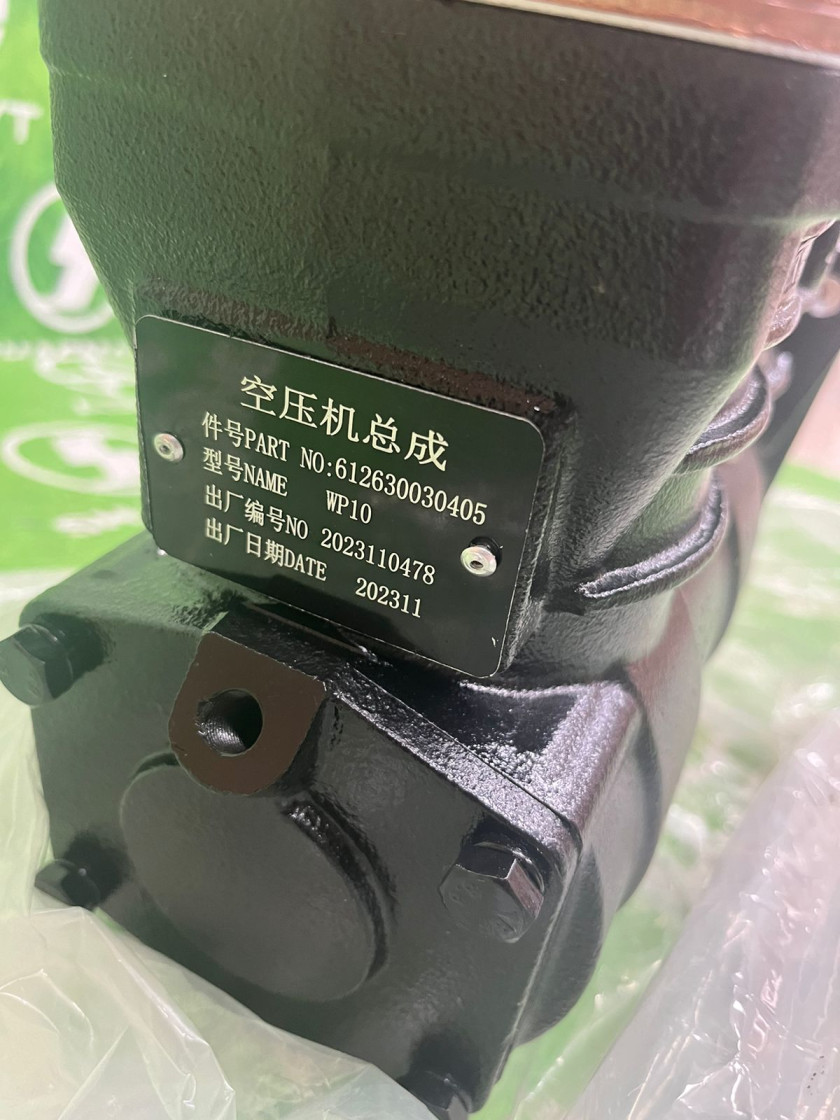 空压机总成
件号PART NO:612630030405
型号NAME WP10
出厂编号NO 2023110478
出厂日期DATE 202311